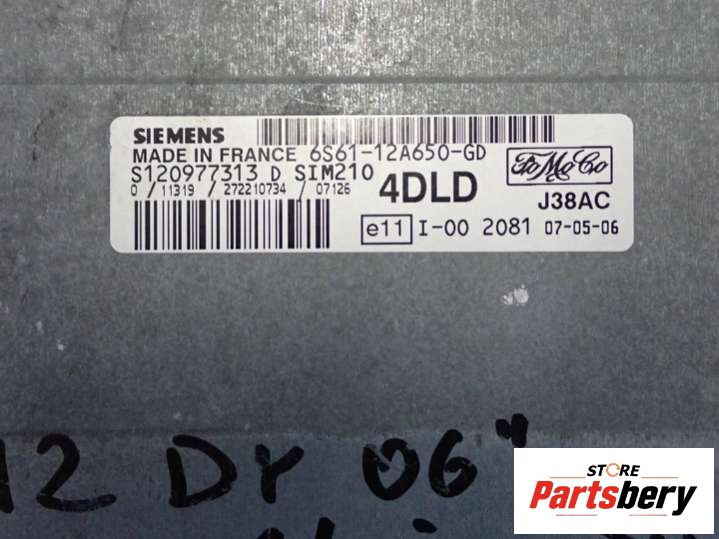 SIEMENS
MADE IN FRANCE 6S61-12A650-GD
S120977313 D SIM210
0 / 11319 / 272210734 / 07126
4DLD
FoMoCo
J38AC
e11 I-00 2081 07-05-06
12 DY 06"
STORE
Partsbery